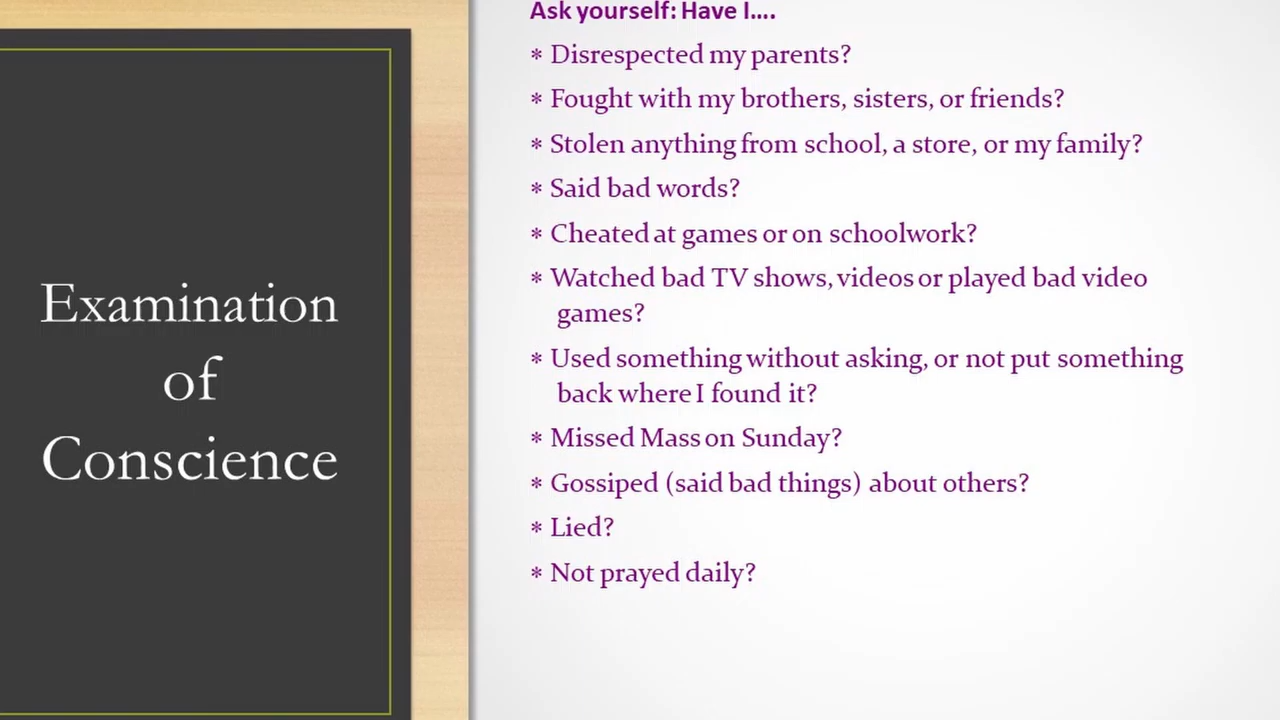 Examination
of
Conscience
Ask yourself: Have I....
* Disrespected my parents?
* Fought with my brothers, sisters, or friends?
* Stolen anything from school, a store, or my family?
* Said bad words?
* Cheated at games or on schoolwork?
* Watched bad TV shows, videos or played bad video
games?
* Used something without asking, or not put something
back where I found it?
* Missed Mass on Sunday?
* Gossiped (said bad things) about others?
* Lied?
* Not prayed daily?